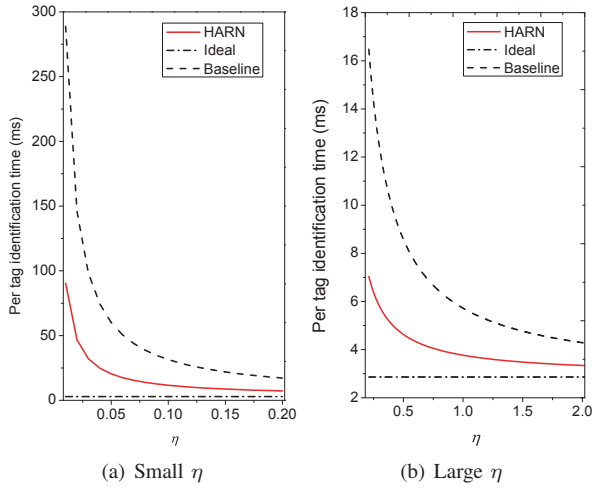 300
250
200
150
100
50
0
0.05
0.10
0.15
0.20
Per tag identification time (ms)
η
HARN
Ideal
Baseline
(a) Small η
18
16
14
12
10
8
6
4
2
0.5
1.0
1.5
2.0
Per tag identification time (ms)
η
HARN
Ideal
Baseline
(b) Large η